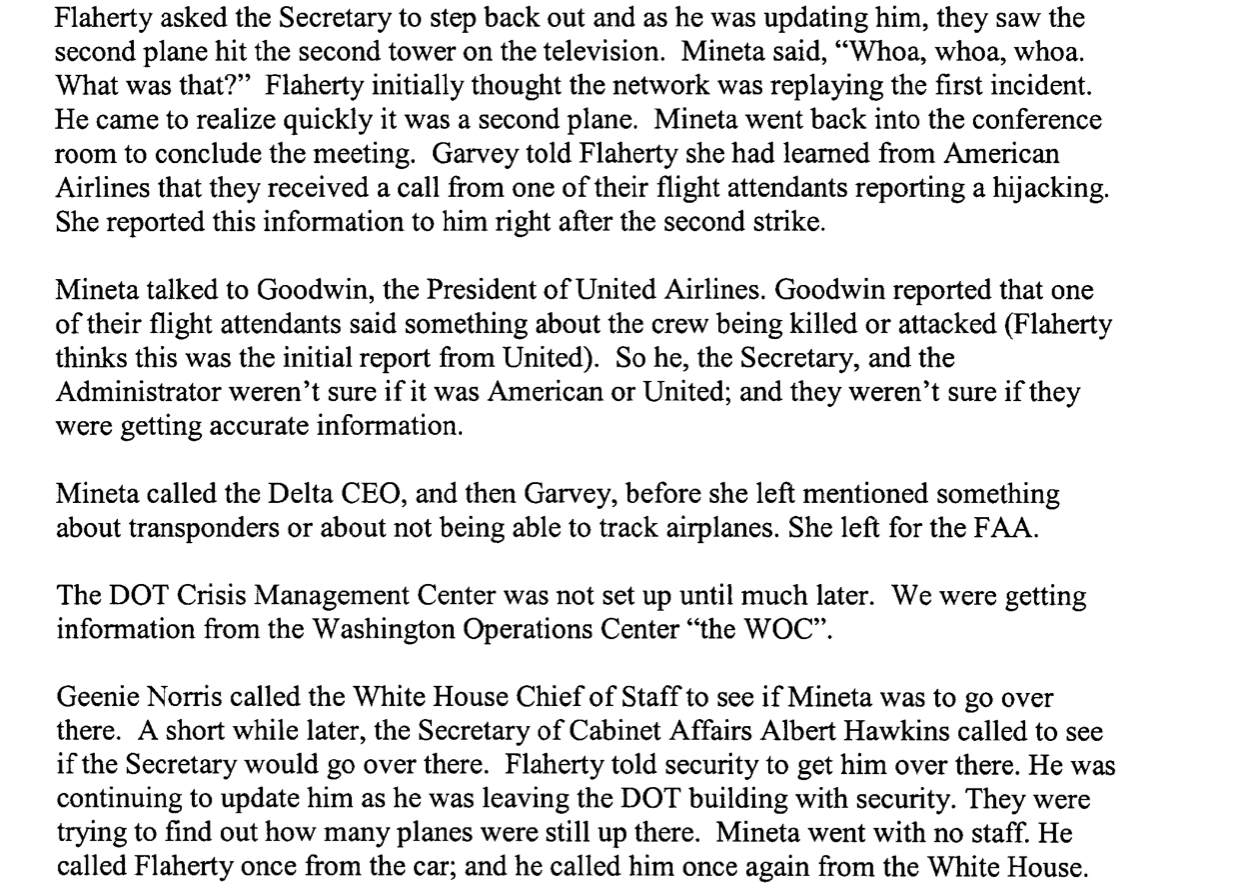 Flaherty asked the Secretary to step back out and as he was updating him, they saw the
second plane hit the second tower on the television.  Mineta said, “Whoa, whoa, whoa.
What was that?”  Flaherty initially thought the network was replaying the first incident.
He came to realize quickly it was a second plane.  Mineta went back into the conference
room to conclude the meeting.  Garvey told Flaherty she had learned from American
Airlines that they received a call from one of their flight attendants reporting a hijacking.
She reported this information to him right after the second strike.

Mineta talked to Goodwin, the President of United Airlines. Goodwin reported that one
of their flight attendants said something about the crew being killed or attacked (Flaherty
thinks this was the initial report from United).  So he, the Secretary, and the
Administrator weren’t sure if it was American or United; and they weren’t sure if they
were getting accurate information.

Mineta called the Delta CEO, and then Garvey, before she left mentioned something
about transponders or about not being able to track airplanes. She left for the FAA.

The DOT Crisis Management Center was not set up until much later.  We were getting
information from the Washington Operations Center “the WOC”.

Geenie Norris called the White House Chief of Staff to see if Mineta was to go over
there.  A short while later, the Secretary of Cabinet Affairs Albert Hawkins called to see
if the Secretary would go over there.  Flaherty told security to get him over there. He was
continuing to update him as he was leaving the DOT building with security. They were
trying to find out how many planes were still up there.  Mineta went with no staff. He
called Flaherty once from the car; and he called him once again from the White House.